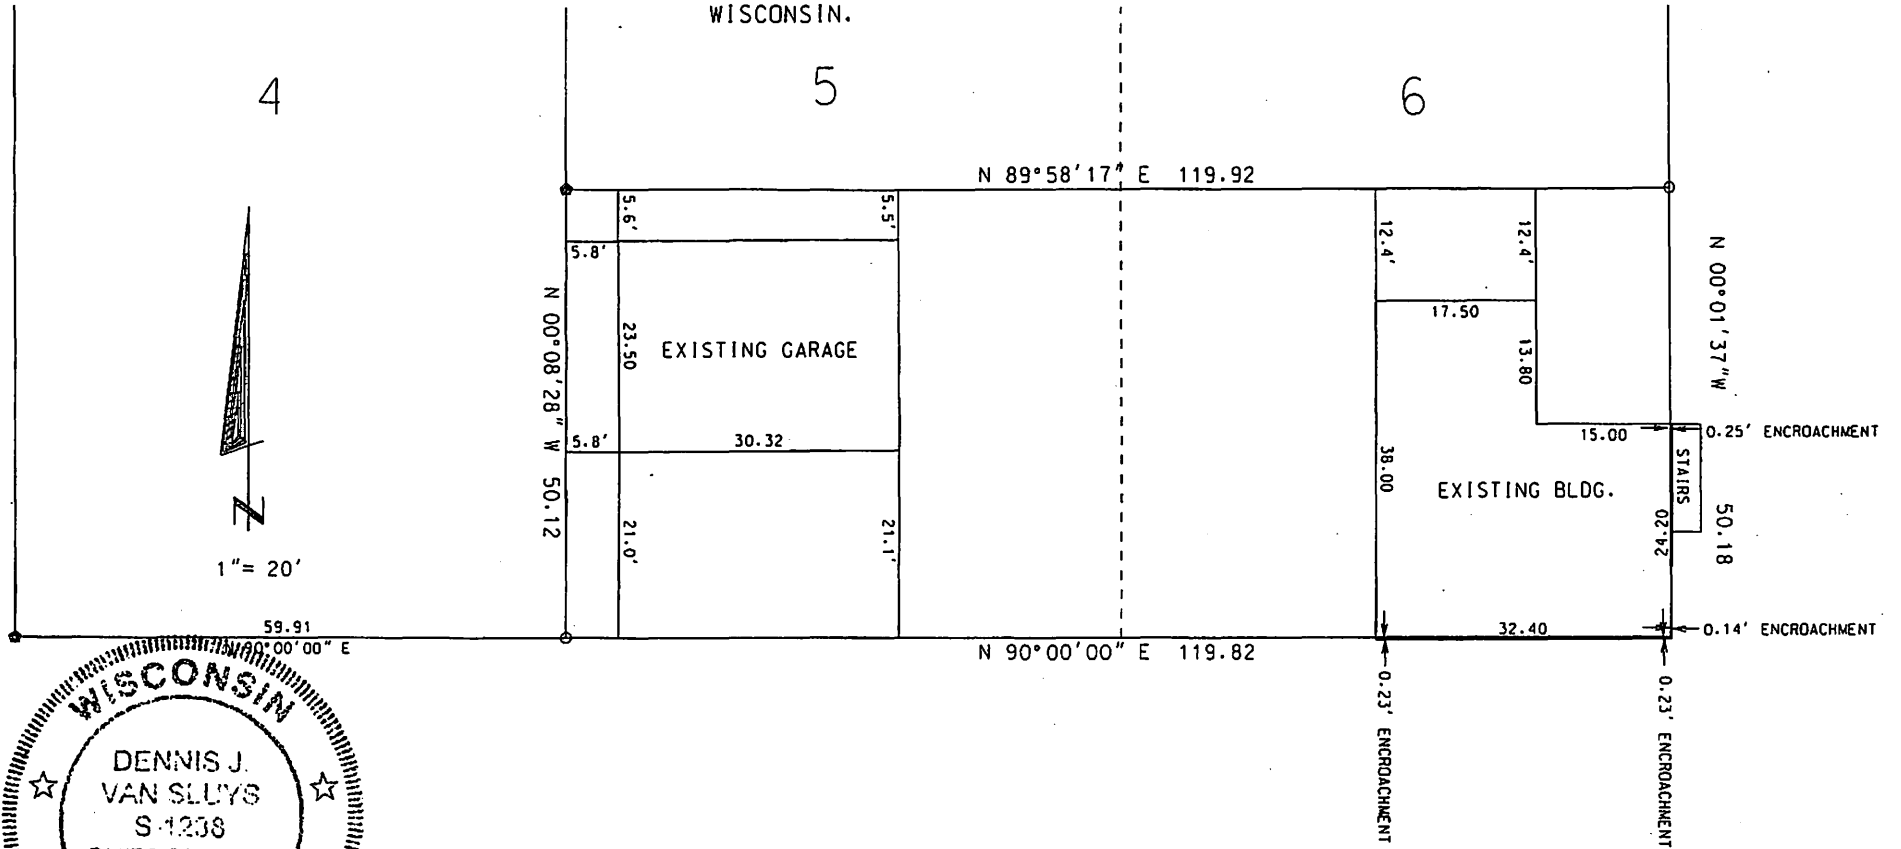 WISCONSIN.
4
5
6
N 89°58'17" E 119.92
5.6'
5.5'
12.4'
12.4'
5.8'
N 00°08'28" W 50.12
23.50
EXISTING GARAGE
17.50
13.80
N 00°01'37"W 50.18
5.8'
30.32
15.00
0.25' ENCROACHMENT
38.00
STAIRS
EXISTING BLDG.
24.20
N
21.0'
21.1'
1"= 20'
59.91
N 90°00'00" E
32.40
0.14' ENCROACHMENT
N 90°00'00" E 119.82
0.23' ENCROACHMENT
0.23' ENCROACHMENT
WISCONSIN
DENNIS J.
VAN SLUYS
S-1238